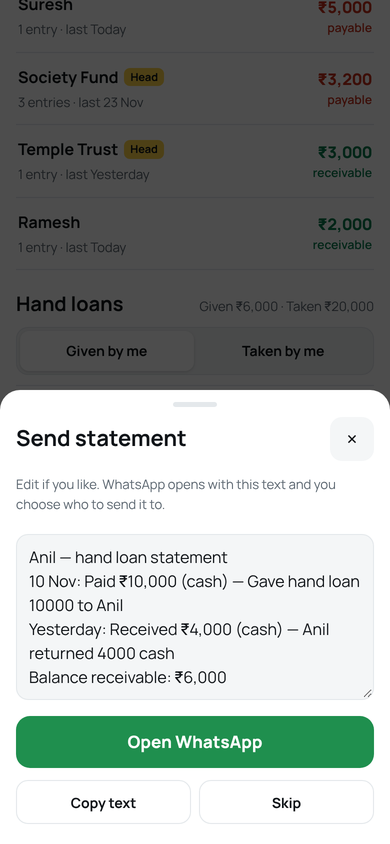 Suresh
₹5,000
1 entry · last Today
payable
Society Fund Head
₹3,200
3 entries · last 23 Nov
payable
Temple Trust Head
₹3,000
1 entry · last Yesterday
receivable
Ramesh
₹2,000
1 entry · last Today
receivable
Hand loans
Given ₹6,000 · Taken ₹20,000
Given by me
Taken by me
Send statement
×
Edit if you like. WhatsApp opens with this text and you
choose who to send it to.
Anil — hand loan statement
10 Nov: Paid ₹10,000 (cash) — Gave hand loan
10000 to Anil
Yesterday: Received ₹4,000 (cash) — Anil
returned 4000 cash
Balance receivable: ₹6,000
Open WhatsApp
Copy text
Skip